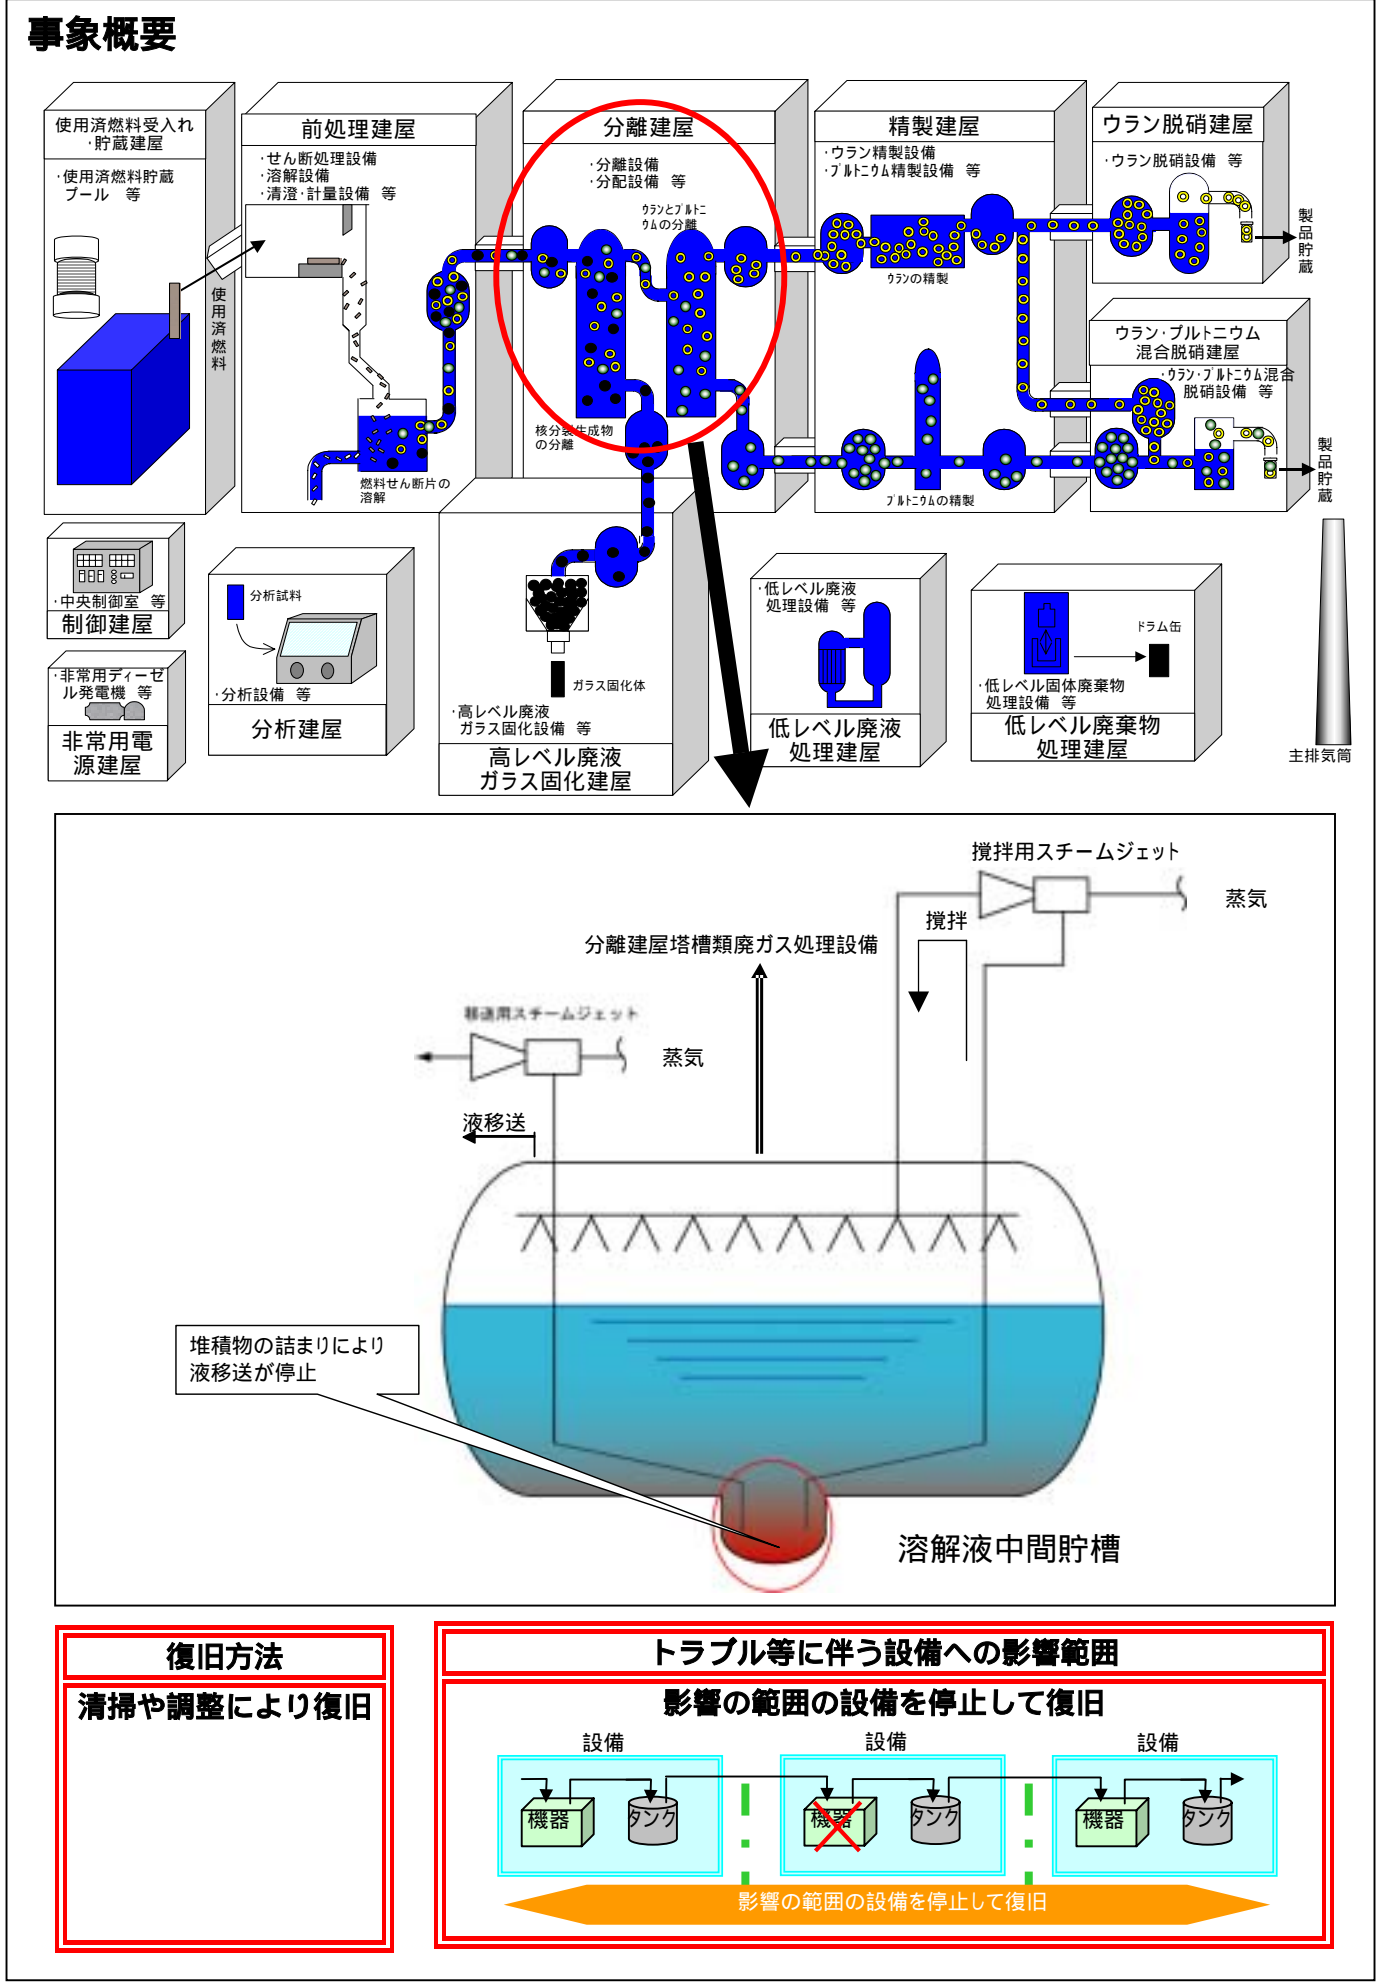 事象概要
使用済燃料受入れ
・貯蔵建屋
・使用済燃料貯蔵
プール 等
使用済燃料
前処理建屋
・せん断処理設備
・溶解設備
・清澄・計量設備 等
燃料せん断片の
溶解
分離建屋
・分離設備
・分配設備 等
ウランとプルトニ
ウムの分離
核分裂生成物
の分離
精製建屋
・ウラン精製設備
・プルトニウム精製設備 等
ウランの精製
プルトニウムの精製
ウラン脱硝建屋
・ウラン脱硝設備 等
製品貯蔵
ウラン・プルトニウム
混合脱硝建屋
・ウラン・プルトニウム混合
脱硝設備 等
製品貯蔵
・中央制御室 等
制御建屋
・非常用ディーゼ
ル発電機 等
非常用電
源建屋
分析試料
・分析設備 等
分析建屋
ガラス固化体
・高レベル廃液
ガラス固化設備 等
高レベル廃液
ガラス固化建屋
・低レベル廃液
処理設備 等
低レベル廃液
処理建屋
ドラム缶
・低レベル固体廃棄物
処理設備 等
低レベル廃棄物
処理建屋
主排気筒
攪拌用スチームジェット
蒸気
攪拌
分離建屋塔槽類廃ガス処理設備
移送用スチームジェット
蒸気
液移送
堆積物の詰まりにより
液移送が停止
溶解液中間貯槽
復旧方法
清掃や調整により復旧
トラブル等に伴う設備への影響範囲
影響の範囲の設備を停止して復旧
設備 設備 設備
機器 タンク 機器 タンク 機器 タンク
影響の範囲の設備を停止して復旧